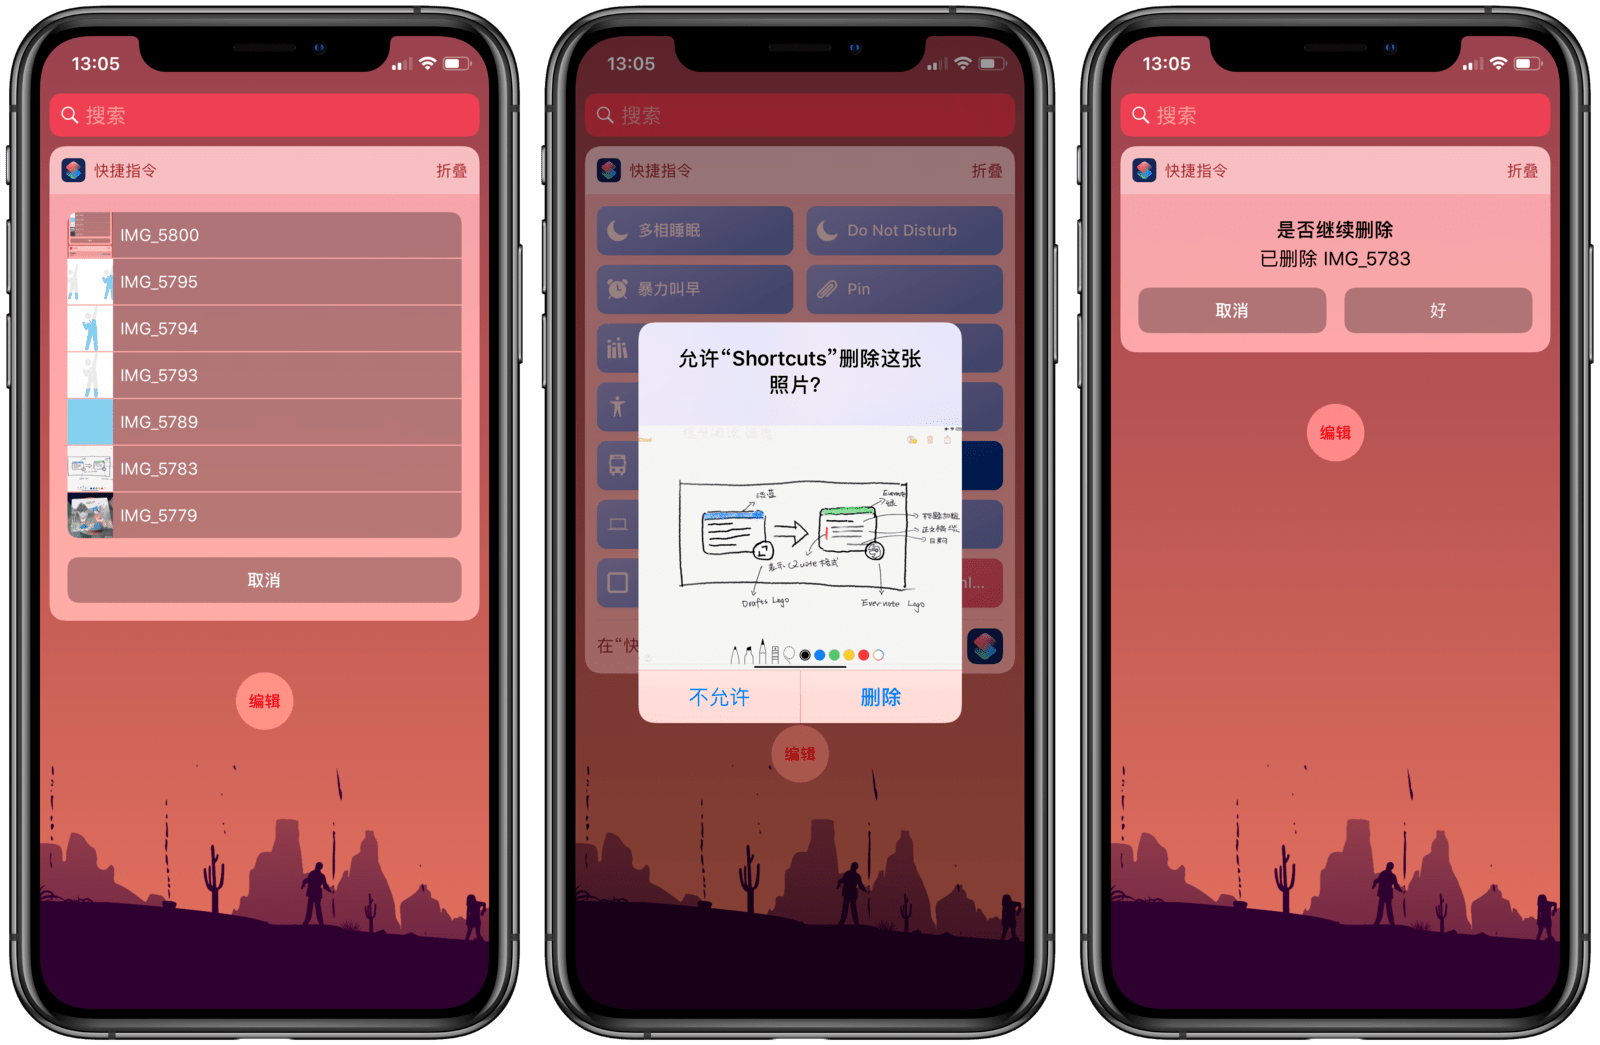 13:05
搜索
快捷指令
折叠
IMG_5800
IMG_5795
IMG_5794
IMG_5793
IMG_5789
IMG_5783
IMG_5779
取消
编辑
13:05
搜索
快捷指令
折叠
多相睡眠
Do Not Disturb
暴力叫早
Pin
允许“Shortcuts”删除这张
照片?
Evernote
标题加粗
日期
表示 Quote 格式
Drafts Logo
Evernote Logo
在“快
不允许
删除
编辑
13:05
搜索
快捷指令
折叠
是否继续删除
已删除 IMG_5783
取消
好
编辑